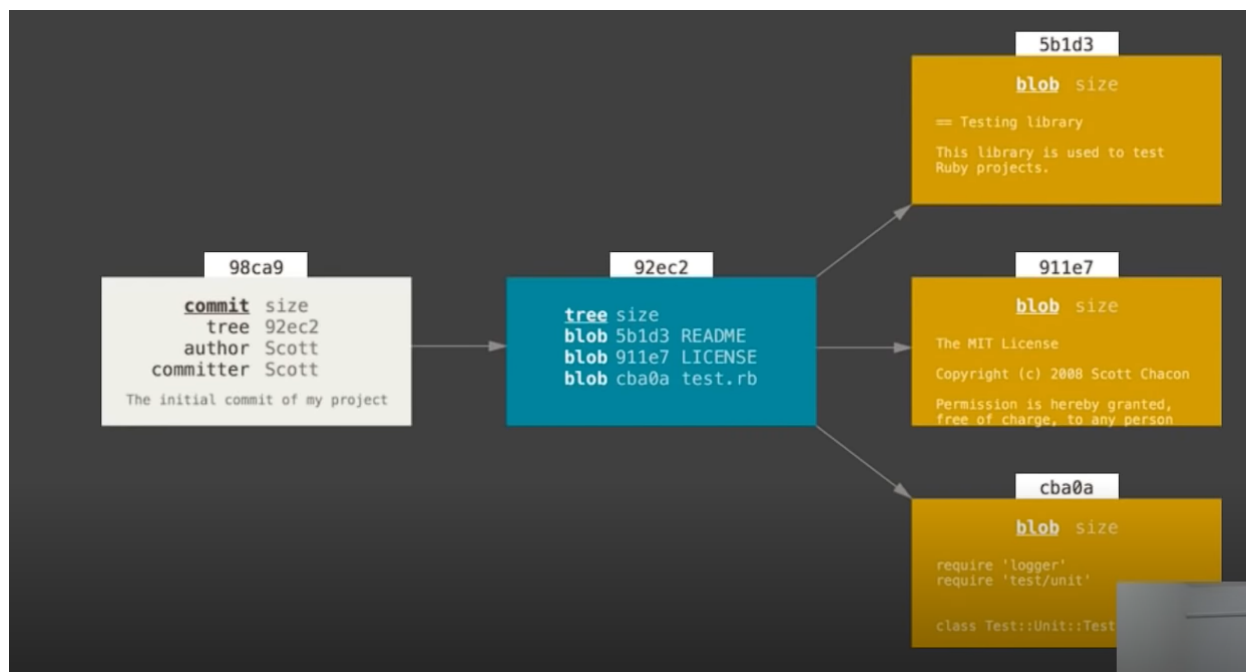 98ca9
commit size
tree 92ec2
author Scott
committer Scott
The initial commit of my project
92ec2
tree size
blob 5b1d3 README
blob 911e7 LICENSE
blob cba0a test.rb
5b1d3
blob size
== Testing library
This library is used to test
Ruby projects.
911e7
blob size
The MIT License
Copyright (c) 2008 Scott Chacon
Permission is hereby granted,
free of charge, to any person
cba0a
blob size
require 'logger'
require 'test/unit'
class Test::Unit::Test